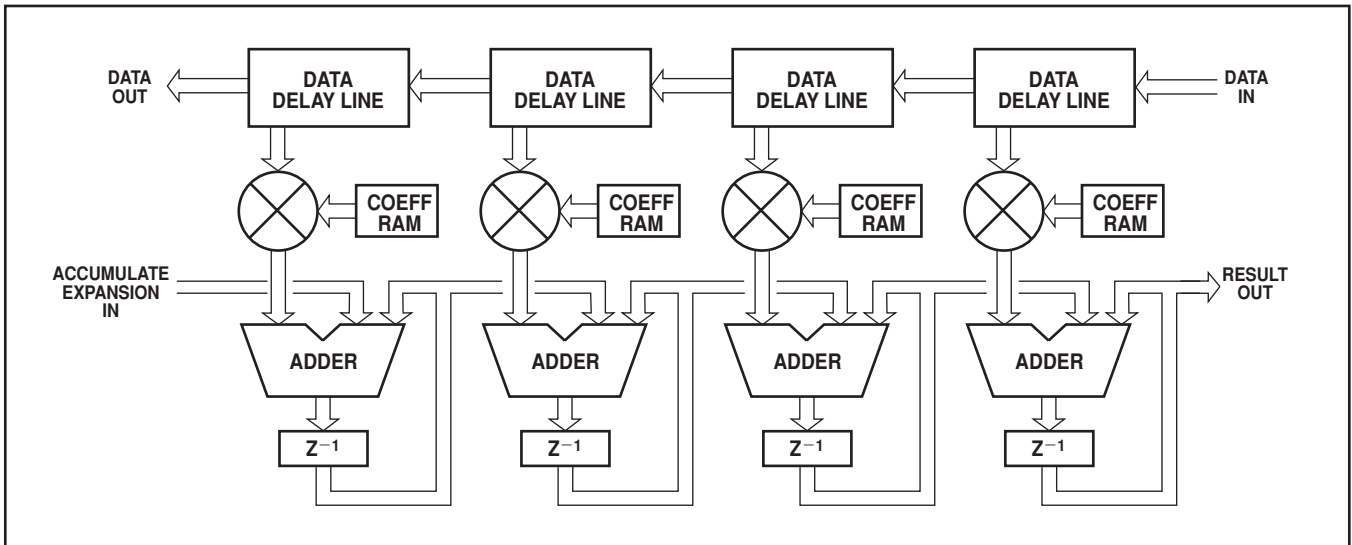 DATA
OUT
DATA
DELAY LINE
DATA
DELAY LINE
DATA
DELAY LINE
DATA
DELAY LINE
DATA
IN
COEFF
RAM
COEFF
RAM
COEFF
RAM
COEFF
RAM
ACCUMULATE
EXPANSION
IN
RESULT
OUT
ADDER
ADDER
ADDER
ADDER
Z−1
Z−1
Z−1
Z−1